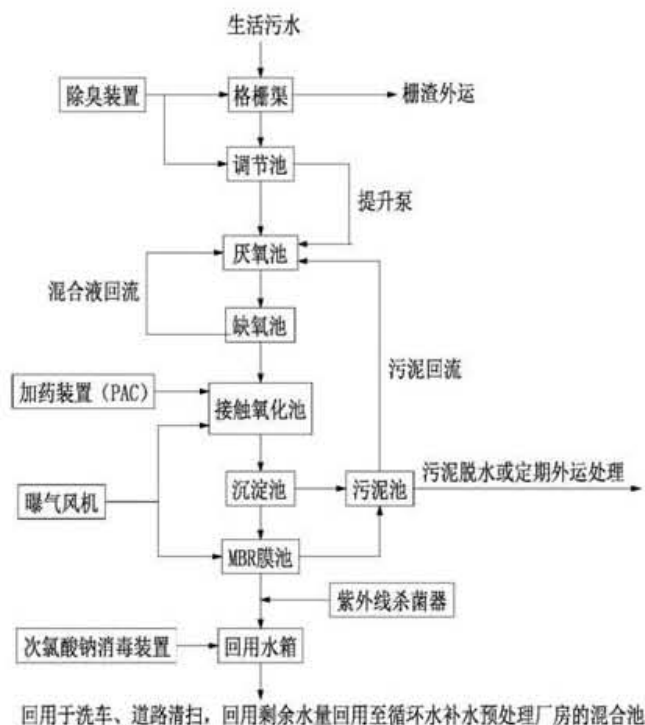 生活污水
除臭装置
格栅渠
栅渣外运
调节池
提升泵
厌氧池
混合液回流
缺氧池
污泥回流
加药装置（PAC）
接触氧化池
污泥脱水或定期外运处理
沉淀池
污泥池
曝气风机
MBR膜池
紫外线杀菌器
次氯酸钠消毒装置
回用水箱
回用于洗车、道路清扫，回用剩余水量回用至循环水补水预处理厂房的混合池